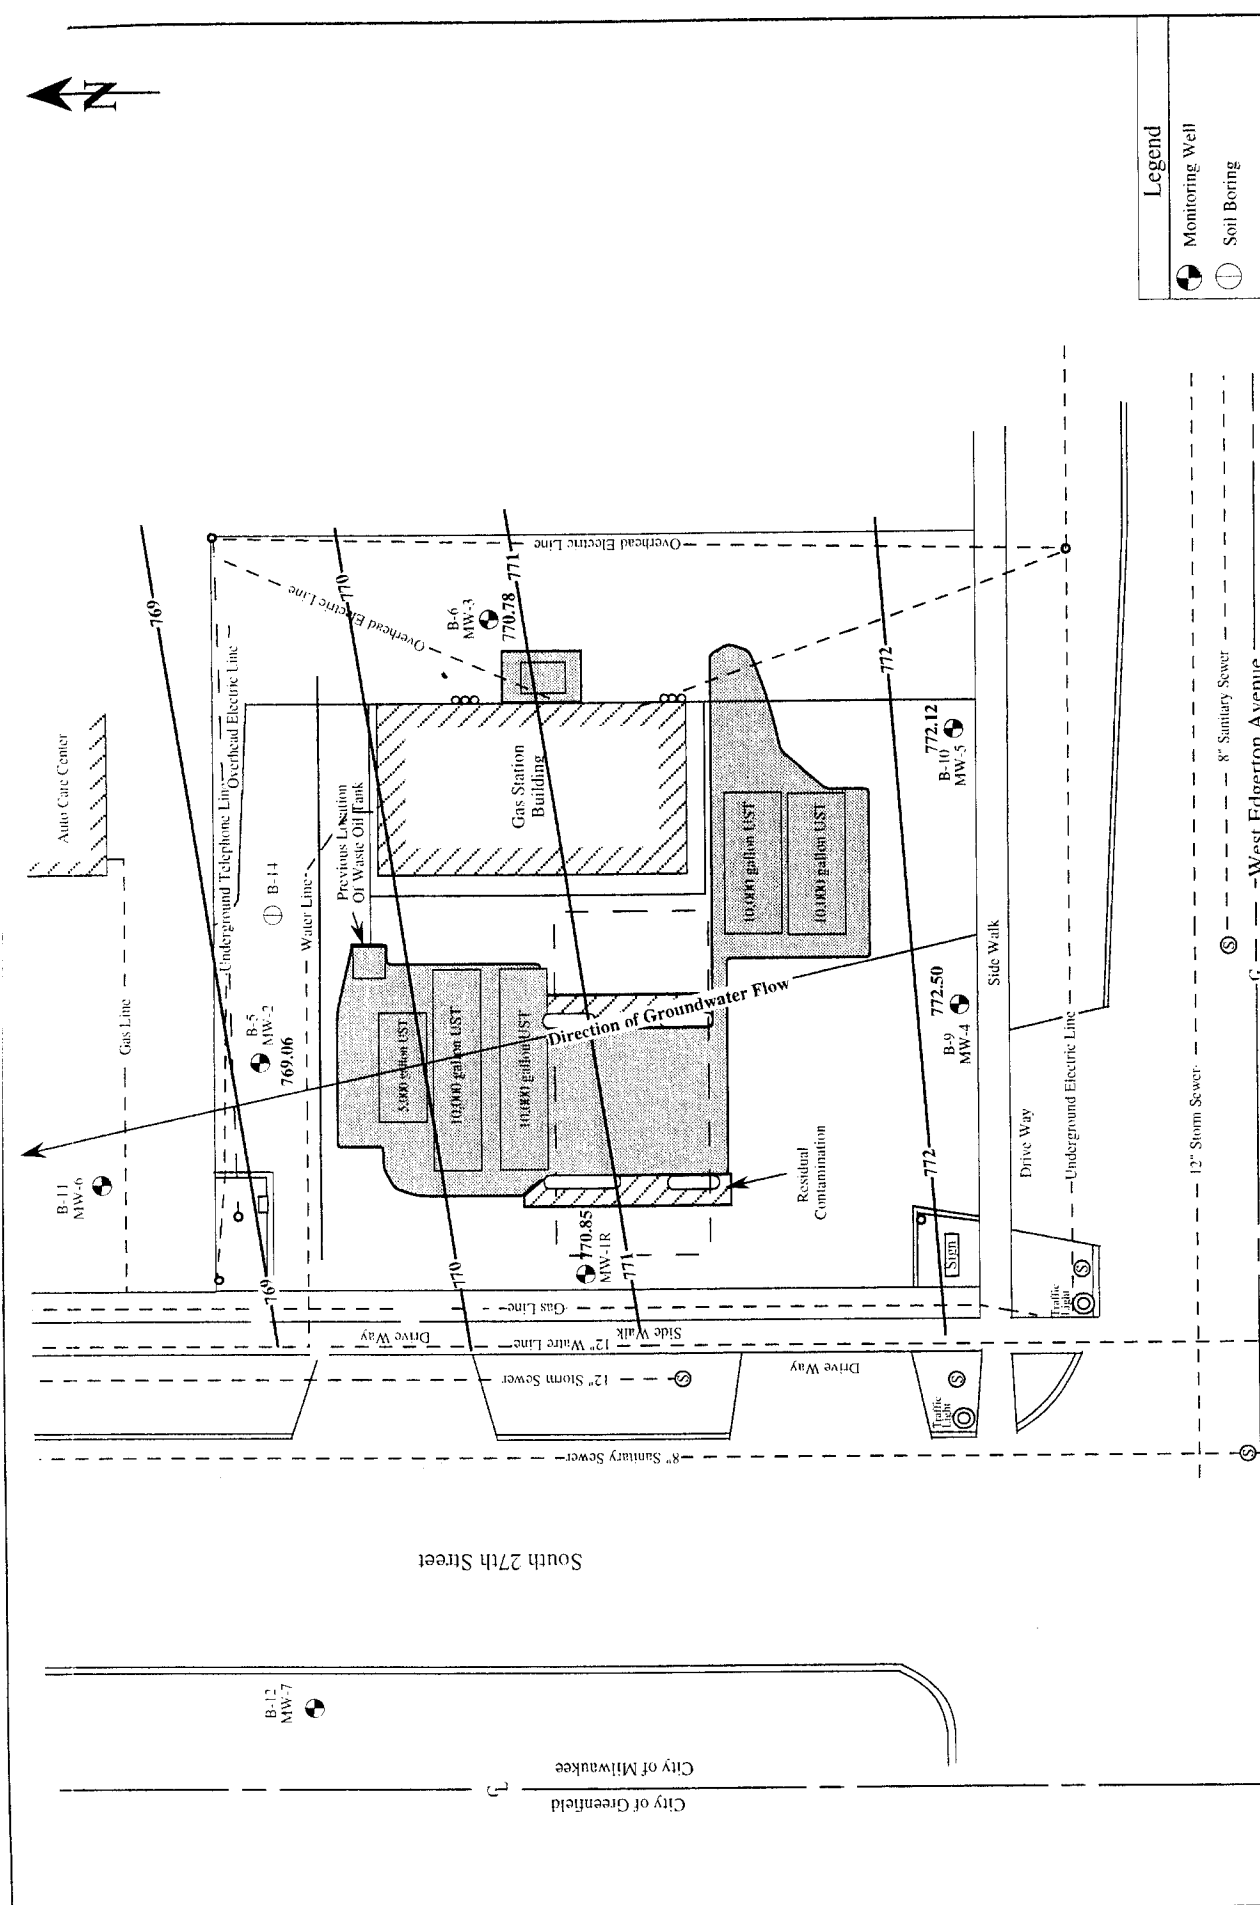 N
Legend
Monitoring Well
Soil Boring
Auto Care Center
Gas Line
B-11
MW-6
769
769
Underground Telephone Line
Overhead Electric Line
Overhead Electric Line
Overhead Electric Line
B-14
Water Line
B-5
MW-2
769.06
Previous Location
Of Waste Oil Tank
770
770
B-6
MW-3
770.78
771
771
Gas Station
Building
5,000 gallon UST
10,000 gallon UST
10,000 gallon UST
10,000 gallon UST
10,000 gallon UST
Direction of Groundwater Flow
770.85
MW-1R
Residual
Contamination
772
772
772.12
B-10
MW-5
772.50
B-9
MW-4
Sign
Side Walk
Drive Way
Underground Electric Line
Traffic
Light
S
Gas Line
Side Walk
Drive Way
12" Watre Line
12" Storm Sewer
S
Drive Way
Traffic
Light
S
8" Sanitary Sewer
12" Storm Sewer
8" Sanitary Sewer
S
S
G
West Edgerton Avenue
South 27th Street
B-12
MW-7
City of Milwaukee
City of Greenfield